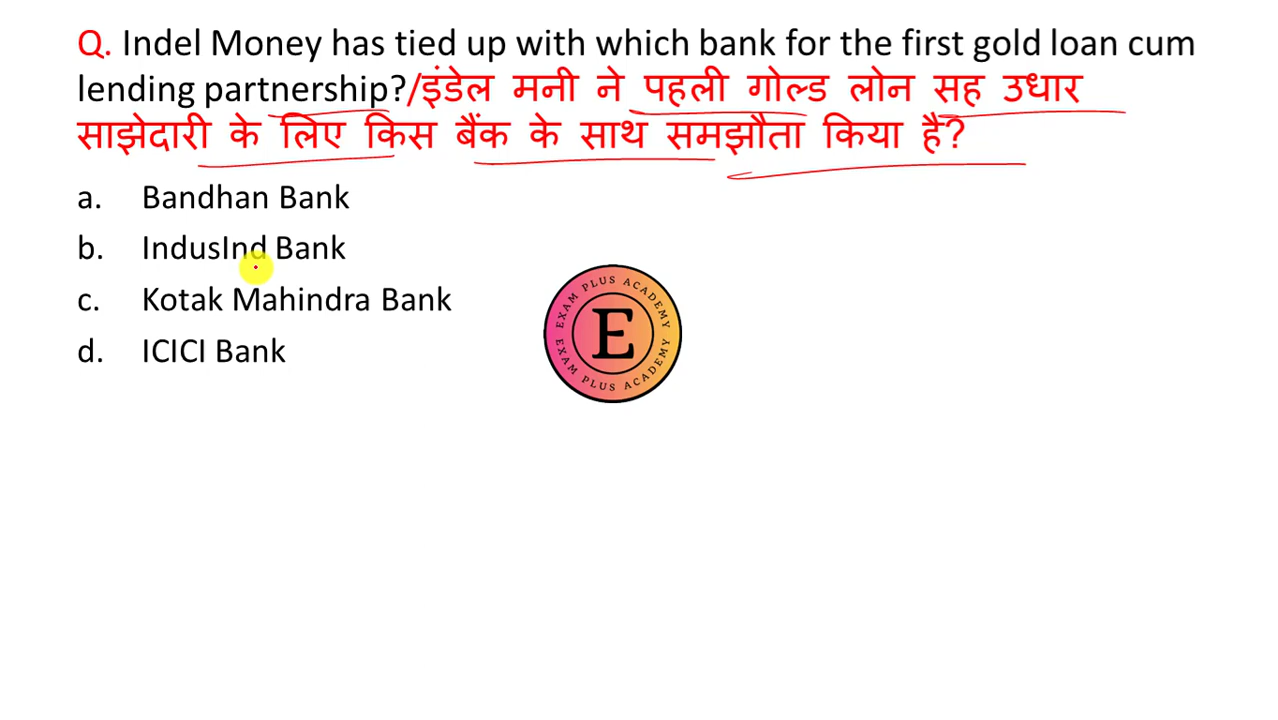 Q. Indel Money has tied up with which bank for the first gold loan cum
lending partnership?/इंडेल मनी ने पहली गोल्ड लोन सह उधार
साझेदारी के लिए किस बैंक के साथ समझौता किया है?
a. Bandhan Bank
b. IndusInd Bank
c. Kotak Mahindra Bank
d. ICICI Bank
EXAM PLUS ACADEMY
E
EXAM PLUS ACADEMY